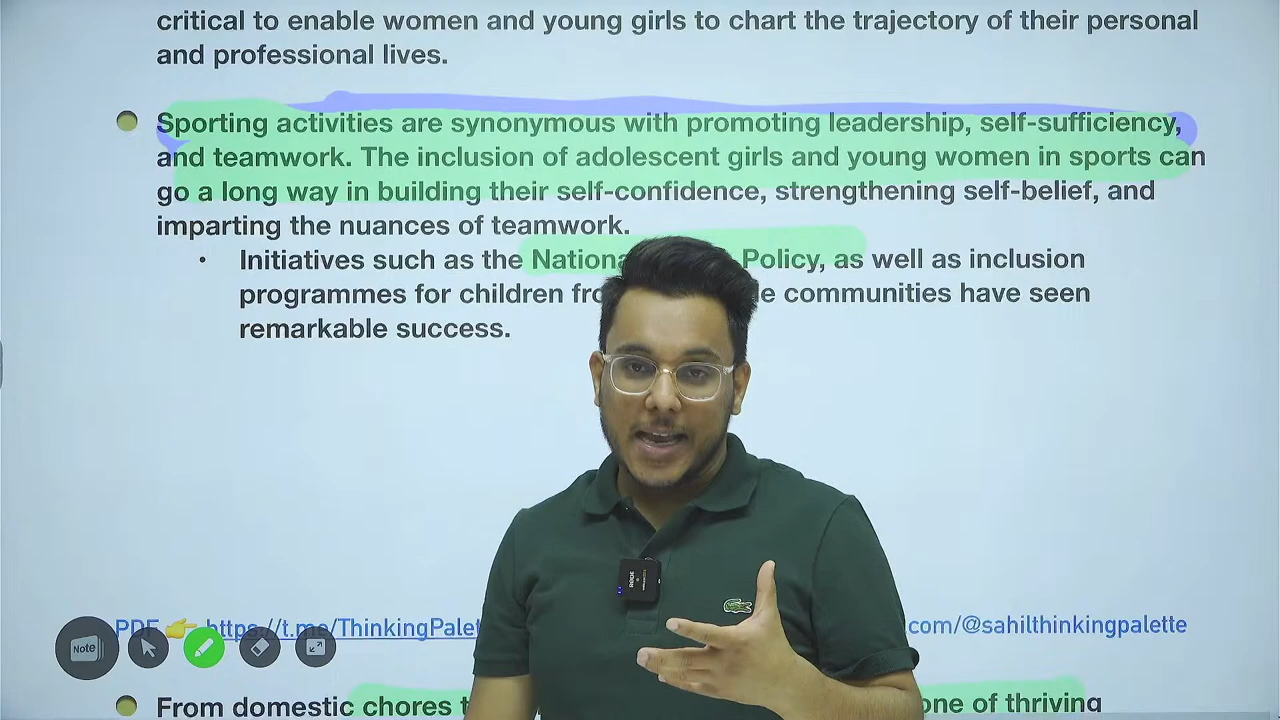 critical to enable women and young girls to chart the trajectory of their personal
and professional lives.
Sporting activities are synonymous with promoting leadership, self-sufficiency,
and teamwork. The inclusion of adolescent girls and young women in sports can
go a long way in building their self-confidence, strengthening self-belief, and
imparting the nuances of teamwork.
Initiatives such as the Policy, as well as inclusion
programmes for children communities have seen
remarkable success.
PDF 👉 https://t.me/ThinkingPalet
com/@sahilthinkingpalette
Note
RODE
From domestic chores one of thriving